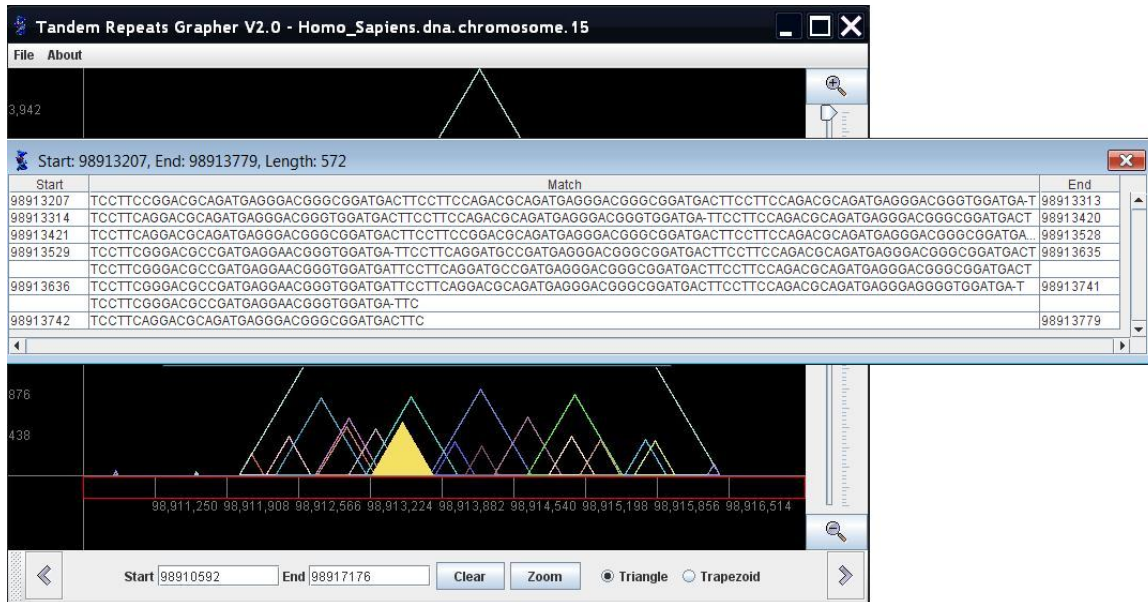 Tandem Repeats Grapher V2.0 - Homo_Sapiens.dna.chromosome.15
File About
3,942
Start: 98913207, End: 98913779, Length: 572
Start Match End
98913207 TCCTTCCGGACGCAGATGAGGGACGGGCGGATGACTTCCTTCCAGACGCAGATGAGGGACGGGCGGATGACTTCCTTCCAGACGCAGATGAGGGACGGGTGGATGA-T 98913313
98913314 TCCTTCAGGACGCAGATGAGGGACGGGTGGATGACTTCCTTCCAGACGCAGATGAGGGACGGGTGGATGA-TTCCTTCCAGACGCAGATGAGGGACGGGCGGATGACT 98913420
98913421 TCCTTCAGGACGCAGATGAGGGACGGGCGGATGACTTCCTTCCGGACGCAGATGAGGGACGGGCGGATGACTTCCTTCCAGACGCAGATGAGGGACGGGCGGATGA... 98913528
98913529 TCCTTCGGGACGCCGATGAGGAACGGGTGGATGA-TTCCTTCAGGATGCCGATGAGGGACGGGCGGATGACTTCCTTCCAGACGCAGATGAGGGACGGGCGGATGACT 98913635
TCCTTCGGGACGCCGATGAGGAACGGGTGGATGATTCCTTCAGGATGCCGATGAGGGACGGGCGGATGACTTCCTTCCAGACGCAGATGAGGGACGGGCGGATGACT
98913636 TCCTTCGGGACGCCGATGAGGAACGGGTGGATGATTCCTTCAGGACGCAGATGAGGGACGGGCGGATGACTTCCTTCCAGACGCAGATGAGGGAGGGGTGGATGA-T 98913741
TCCTTCGGGACGCCGATGAGGAACGGGTGGATGA-TTC
98913742 TCCTTCAGGACGCAGATGAGGGACGGGCGGATGACTTC 98913779
876
438
98,911,250 98,911,908 98,912,566 98,913,224 98,913,882 98,914,540 98,915,198 98,915,856 98,916,514
Start 98910592 End 98917176 Clear Zoom Triangle Trapezoid